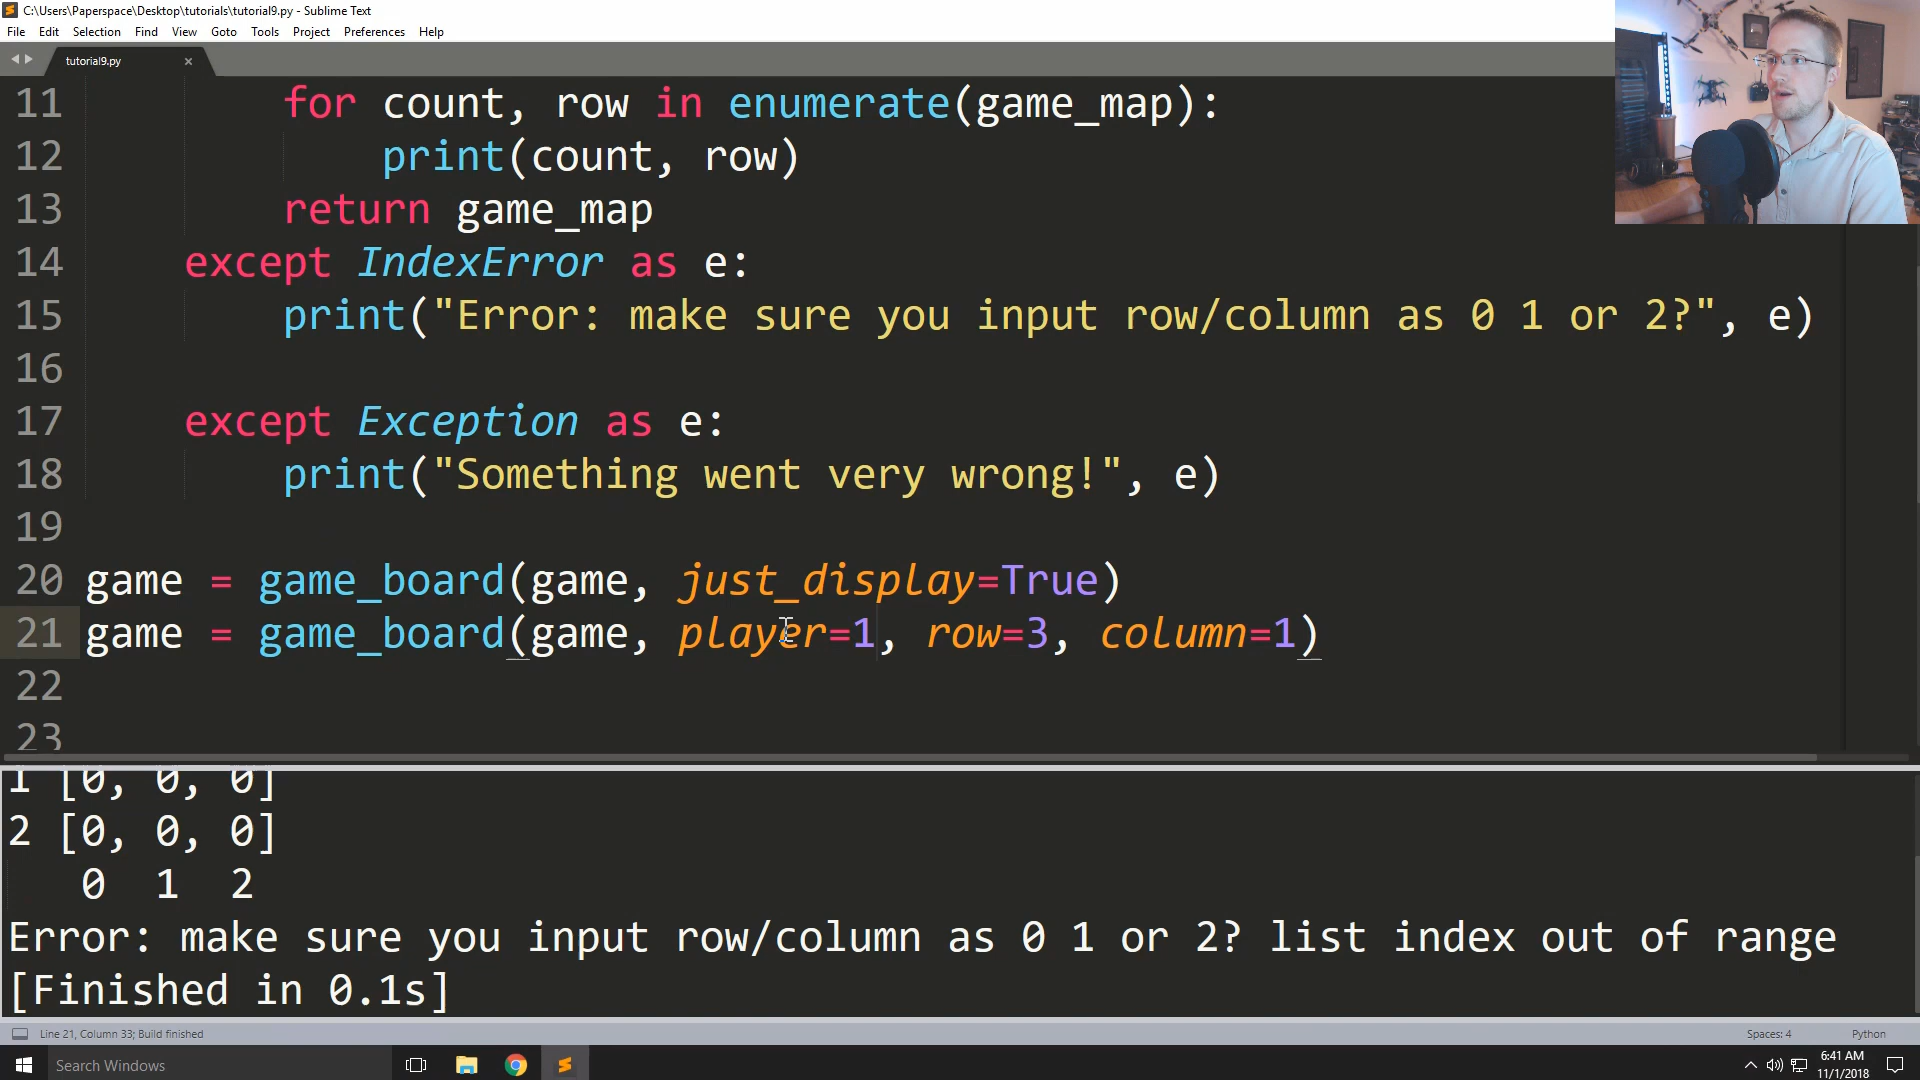 C:\Users\Paperspace\Desktop\tutorials\tutorial9.py - Sublime Text
File Edit Selection Find View Goto Tools Project Preferences Help
tutorial9.py ×
11 for count, row in enumerate(game_map):
12 print(count, row)
13 return game_map
14 except IndexError as e:
15 print("Error: make sure you input row/column as 0 1 or 2?", e)
16
17 except Exception as e:
18 print("Something went very wrong!", e)
19
20 game = game_board(game, just_display=True)
21 game = game_board(game, player=1, row=3, column=1)
22
23
1 [0, 0, 0]
2 [0, 0, 0]
0 1 2
Error: make sure you input row/column as 0 1 or 2? list index out of range
[Finished in 0.1s]
Line 21, Column 33; Build finished Spaces: 4 Python
Search Windows
6:41 AM
11/1/2018